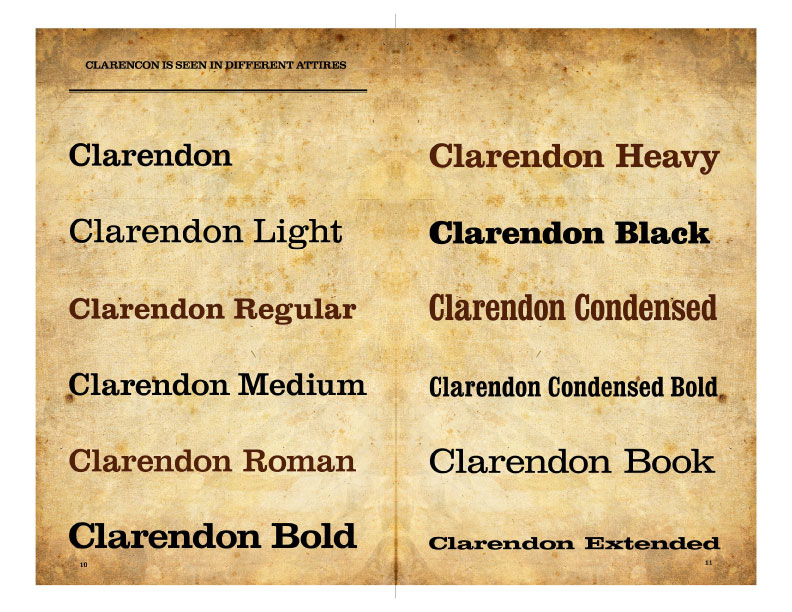 CLARENCON IS SEEN IN DIFFERENT ATTIRES
Clarendon
Clarendon Light
Clarendon Regular
Clarendon Medium
Clarendon Roman
Clarendon Bold
10
Clarendon Heavy
Clarendon Black
Clarendon Condensed
Clarendon Condensed Bold
Clarendon Book
Clarendon Extended
11